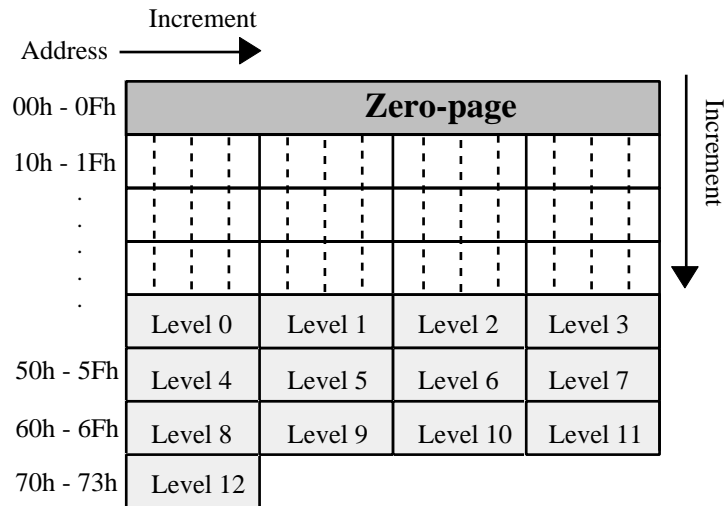 Increment
Address
00h - 0Fh
Zero-page
Increment
10h - 1Fh
.
.
.
.
.
Level 0 Level 1 Level 2 Level 3
50h - 5Fh
Level 4 Level 5 Level 6 Level 7
60h - 6Fh
Level 8 Level 9 Level 10 Level 11
70h - 73h
Level 12